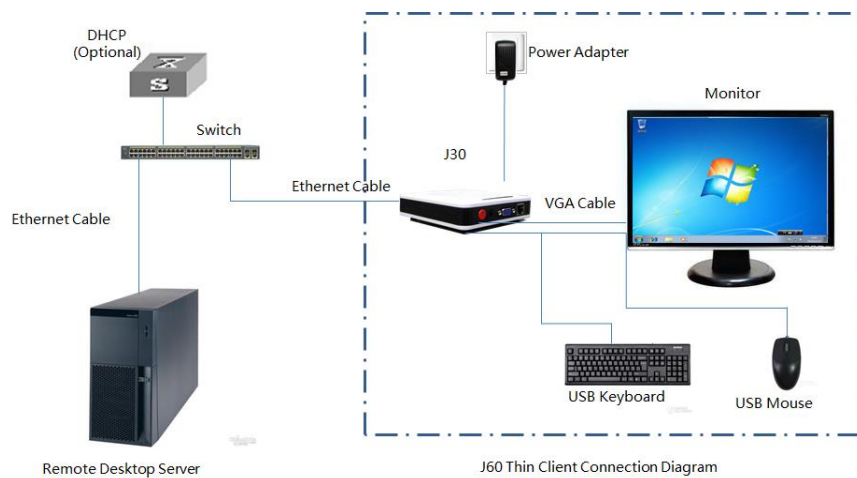 DHCP
(Optional)
Power Adapter
Monitor
Switch
J30
Ethernet Cable
VGA Cable
Ethernet Cable
USB Keyboard
USB Mouse
Remote Desktop Server
J60 Thin Client Connection Diagram